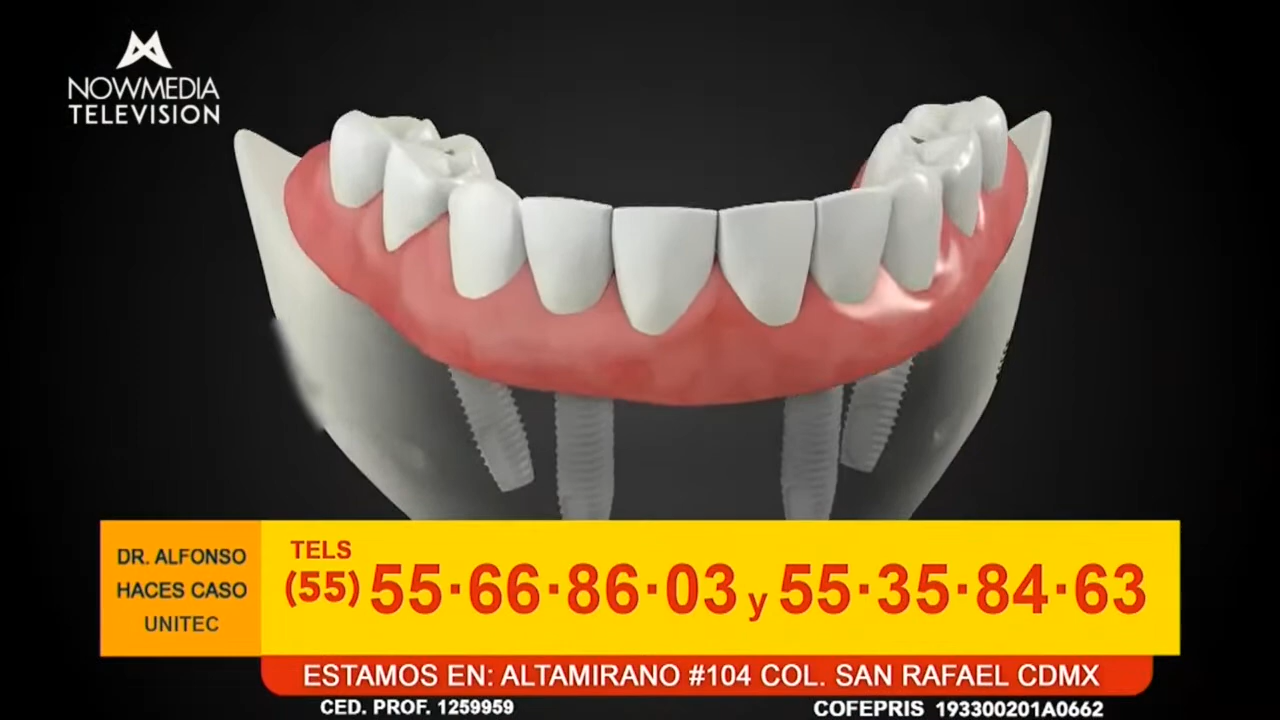 NOWMEDIA
TELEVISION
DR. ALFONSO
HACES CASO
UNITEC
TELS
(55) 55·66·86·03 y 55·35·84·63
ESTAMOS EN: ALTAMIRANO #104 COL. SAN RAFAEL CDMX
CED. PROF. 1259959
COFEPRIS 193300201A0662